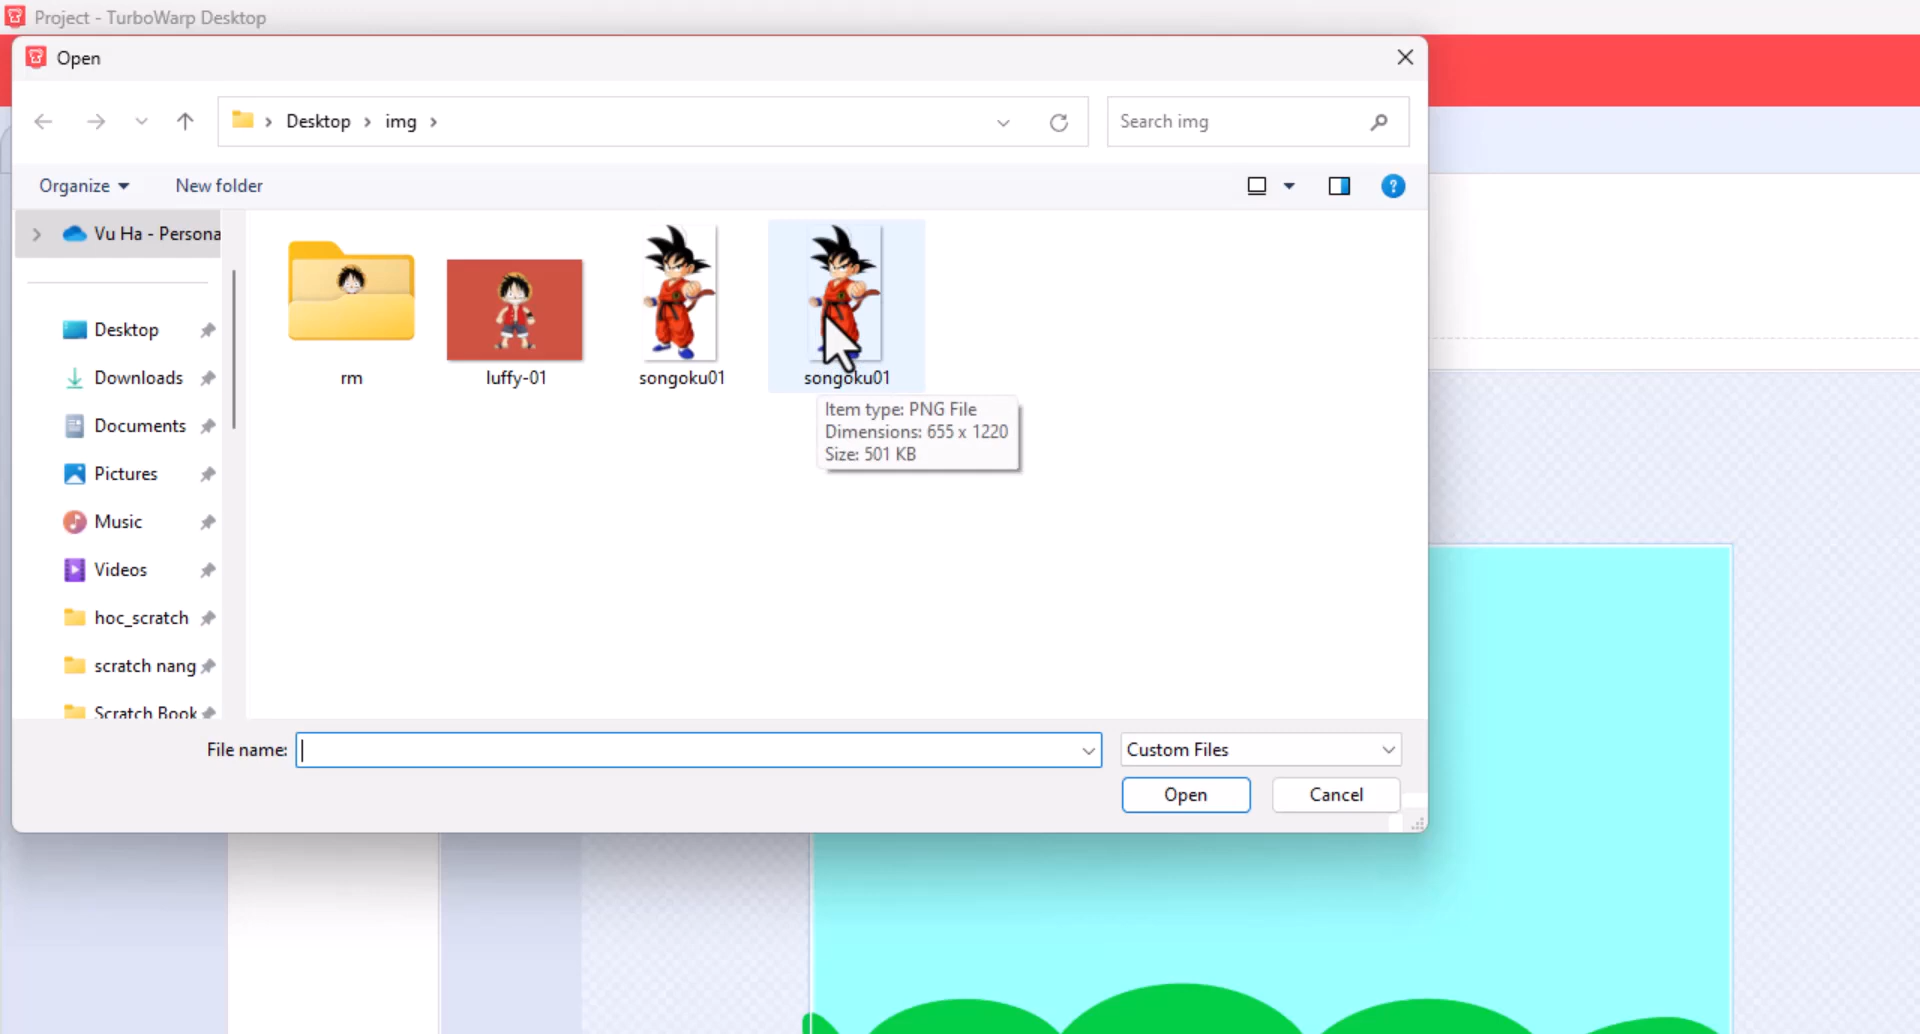 Project - TurboWarp Desktop
Open
Desktop > img >
Search img
Organize
New folder
Vu Ha - Persona
Desktop
Downloads
Documents
Pictures
Music
Videos
hoc_scratch
scratch nang
Scratch Book
rm
luffy-01
songoku01
songoku01
Item type: PNG File
Dimensions: 655 x 1220
Size: 501 KB
File name:
Custom Files
Open
Cancel